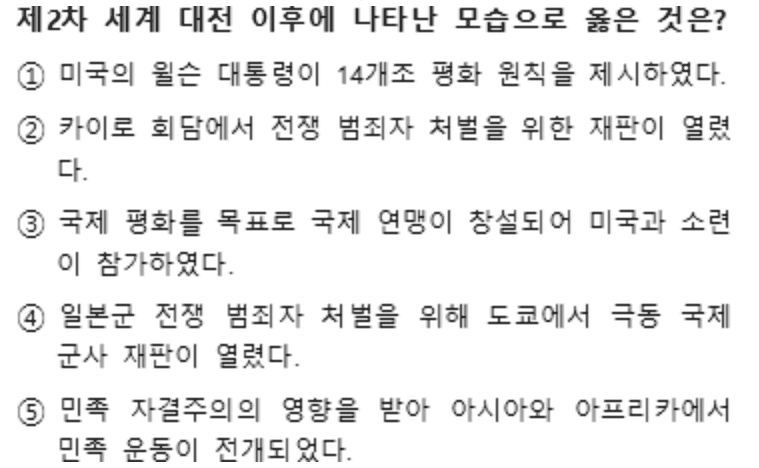 제2차 세계 대전 이후에 나타난 모습으로 옳은 것은?
① 미국의 윌슨 대통령이 14개조 평화 원칙을 제시하였다.
② 카이로 회담에서 전쟁 범죄자 처벌을 위한 재판이 열렸
다.
③ 국제 평화를 목표로 국제 연맹이 창설되어 미국과 소련
이 참가하였다.
④ 일본군 전쟁 범죄자 처벌을 위해 도쿄에서 극동 국제
군사 재판이 열렸다.
⑤ 민족 자결주의의 영향을 받아 아시아와 아프리카에서
민족 운동이 전개되었다.